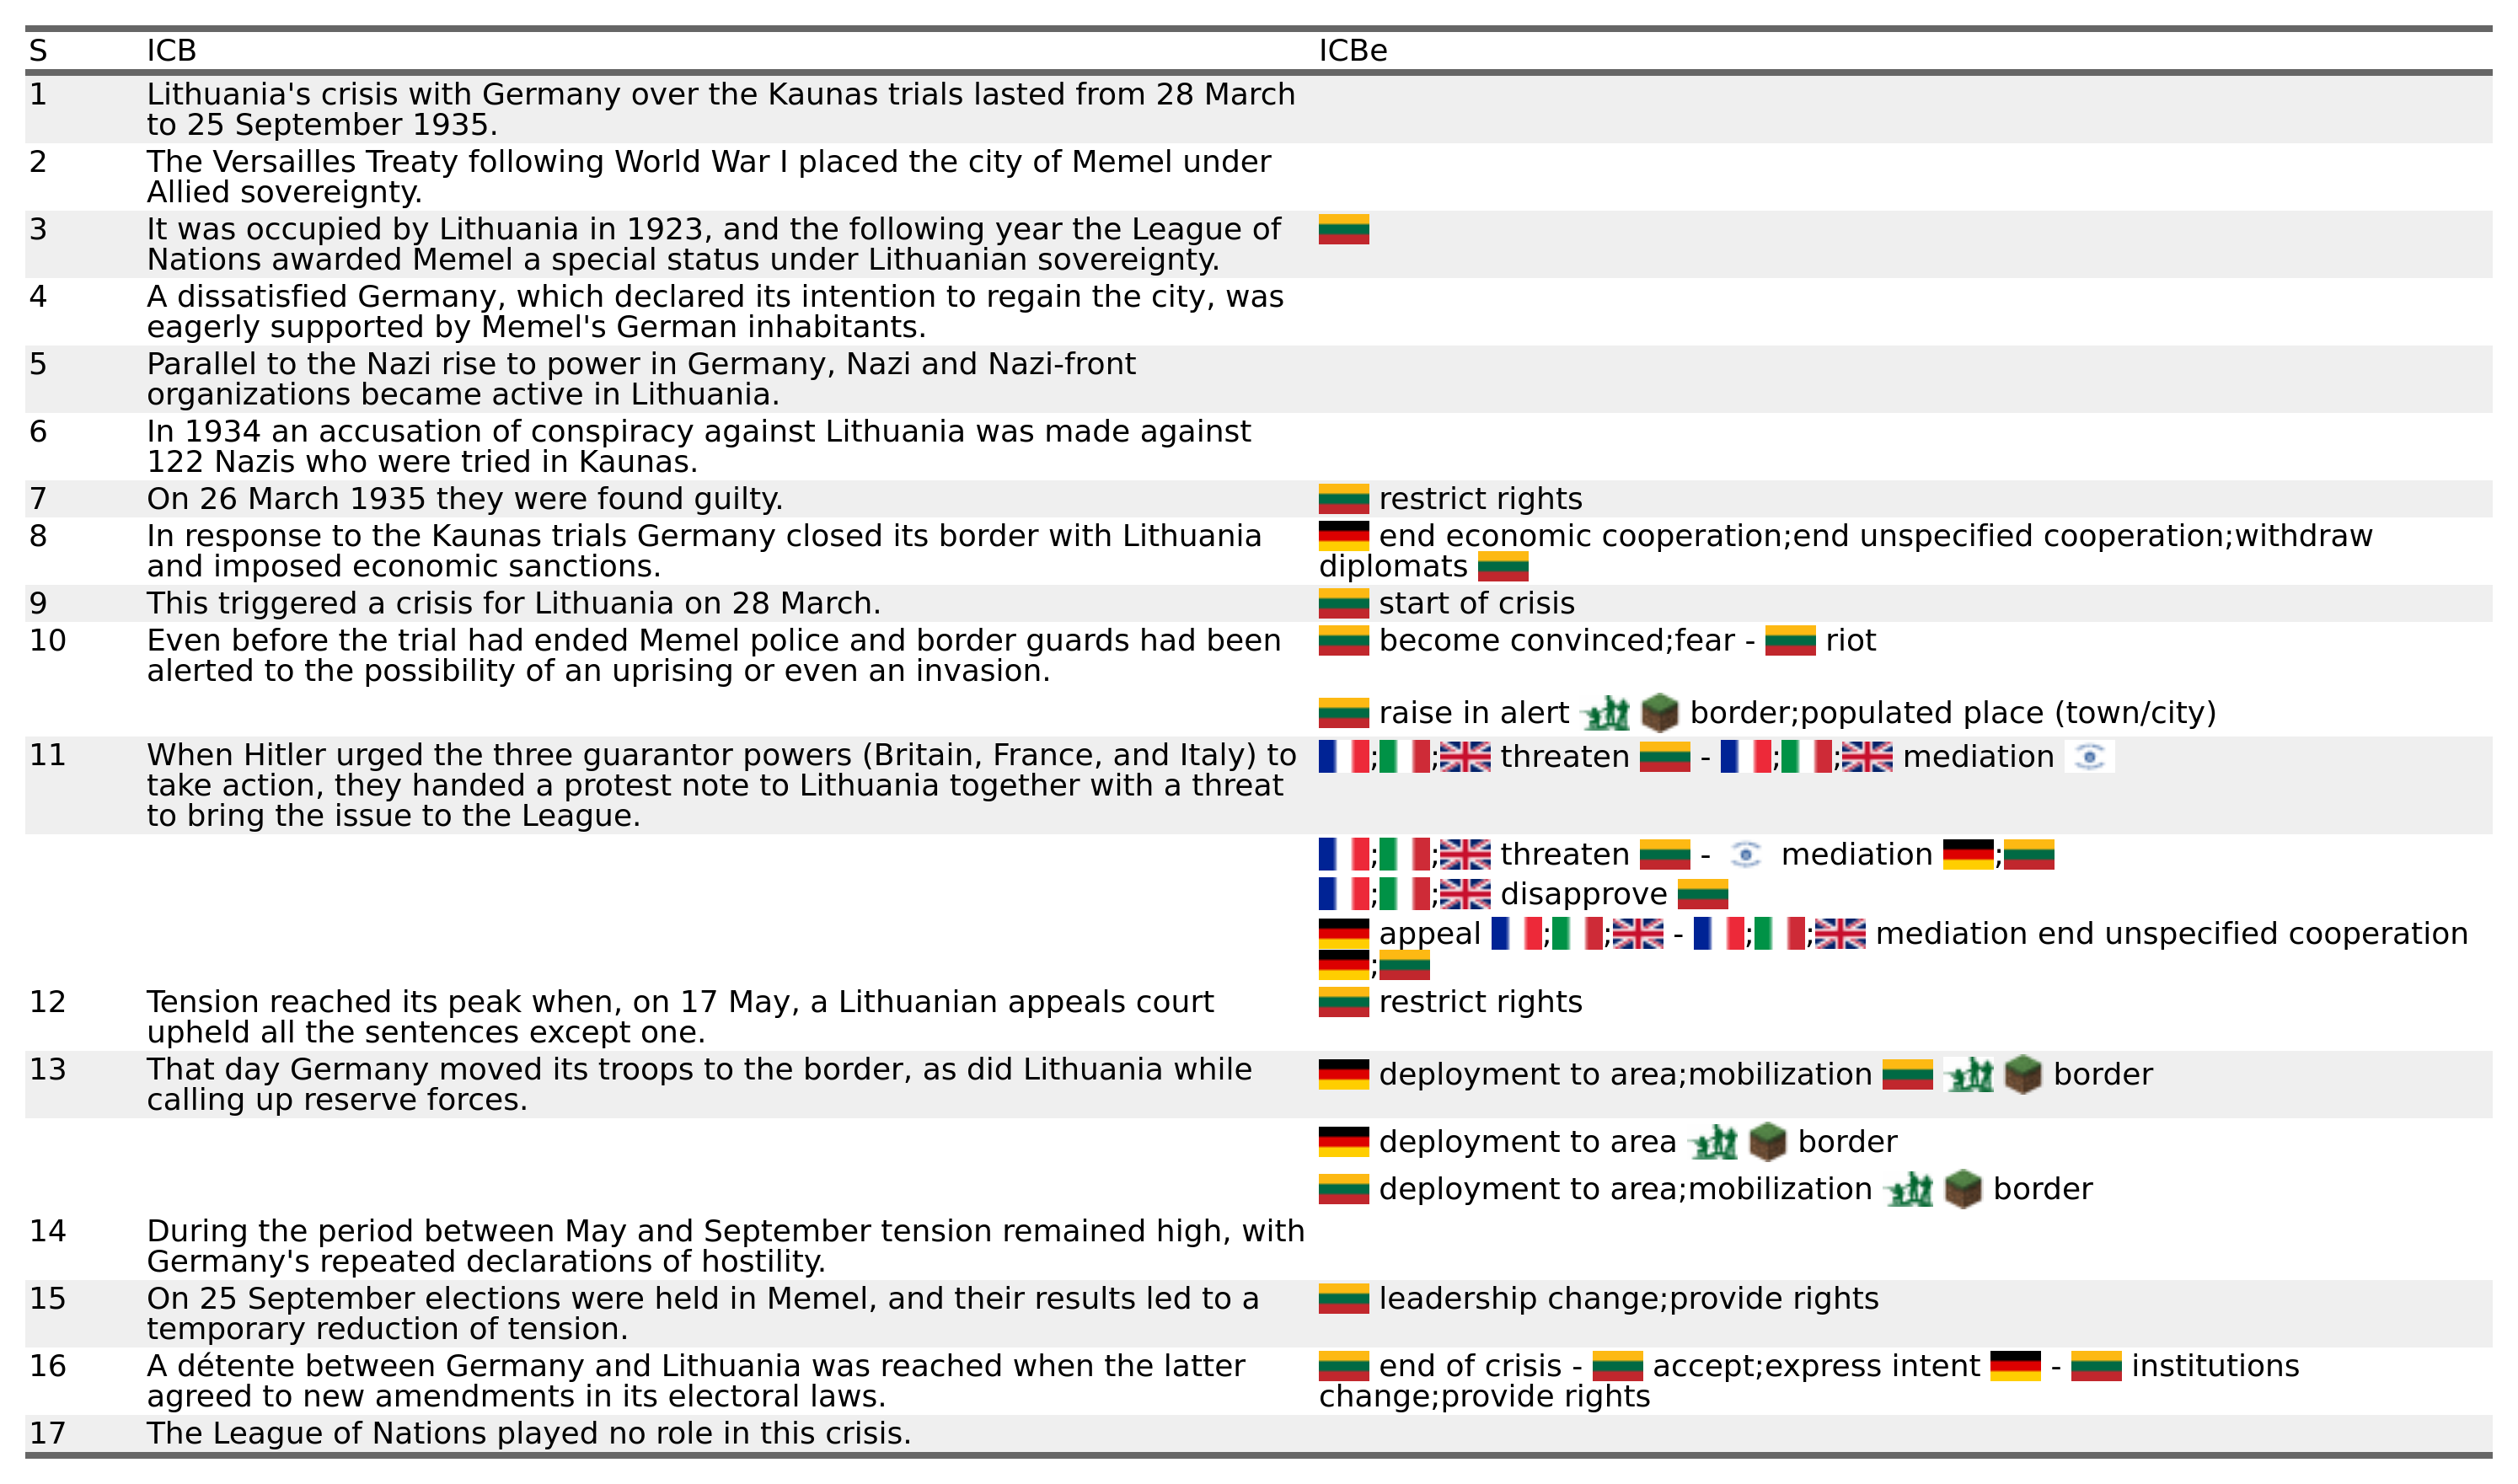 S ICB ICBe
1 Lithuania's crisis with Germany over the Kaunas trials lasted from 28 March
to 25 September 1935.
2 The Versailles Treaty following World War I placed the city of Memel under
Allied sovereignty.
3 It was occupied by Lithuania in 1923, and the following year the League of
Nations awarded Memel a special status under Lithuanian sovereignty.
4 A dissatisfied Germany, which declared its intention to regain the city, was
eagerly supported by Memel's German inhabitants.
5 Parallel to the Nazi rise to power in Germany, Nazi and Nazi-front
organizations became active in Lithuania.
6 In 1934 an accusation of conspiracy against Lithuania was made against
122 Nazis who were tried in Kaunas.
7 On 26 March 1935 they were found guilty. restrict rights
8 In response to the Kaunas trials Germany closed its border with Lithuania end economic cooperation;end unspecified cooperation;withdraw
and imposed economic sanctions. diplomats
9 This triggered a crisis for Lithuania on 28 March. start of crisis
10 Even before the trial had ended Memel police and border guards had been become convinced;fear - riot
alerted to the possibility of an uprising or even an invasion.
raise in alert border;populated place (town/city)
11 When Hitler urged the three guarantor powers (Britain, France, and Italy) to ; ; threaten - ; ; mediation
take action, they handed a protest note to Lithuania together with a threat
to bring the issue to the League.
; ; threaten - mediation ;
; ; disapprove
appeal ; ; - ; ; mediation end unspecified cooperation
;
12 Tension reached its peak when, on 17 May, a Lithuanian appeals court restrict rights
upheld all the sentences except one.
13 That day Germany moved its troops to the border, as did Lithuania while deployment to area;mobilization border
calling up reserve forces.
deployment to area border
deployment to area;mobilization border
14 During the period between May and September tension remained high, with
Germany's repeated declarations of hostility.
15 On 25 September elections were held in Memel, and their results led to a leadership change;provide rights
temporary reduction of tension.
16 A détente between Germany and Lithuania was reached when the latter end of crisis - accept;express intent - institutions
agreed to new amendments in its electoral laws. change;provide rights
17 The League of Nations played no role in this crisis.